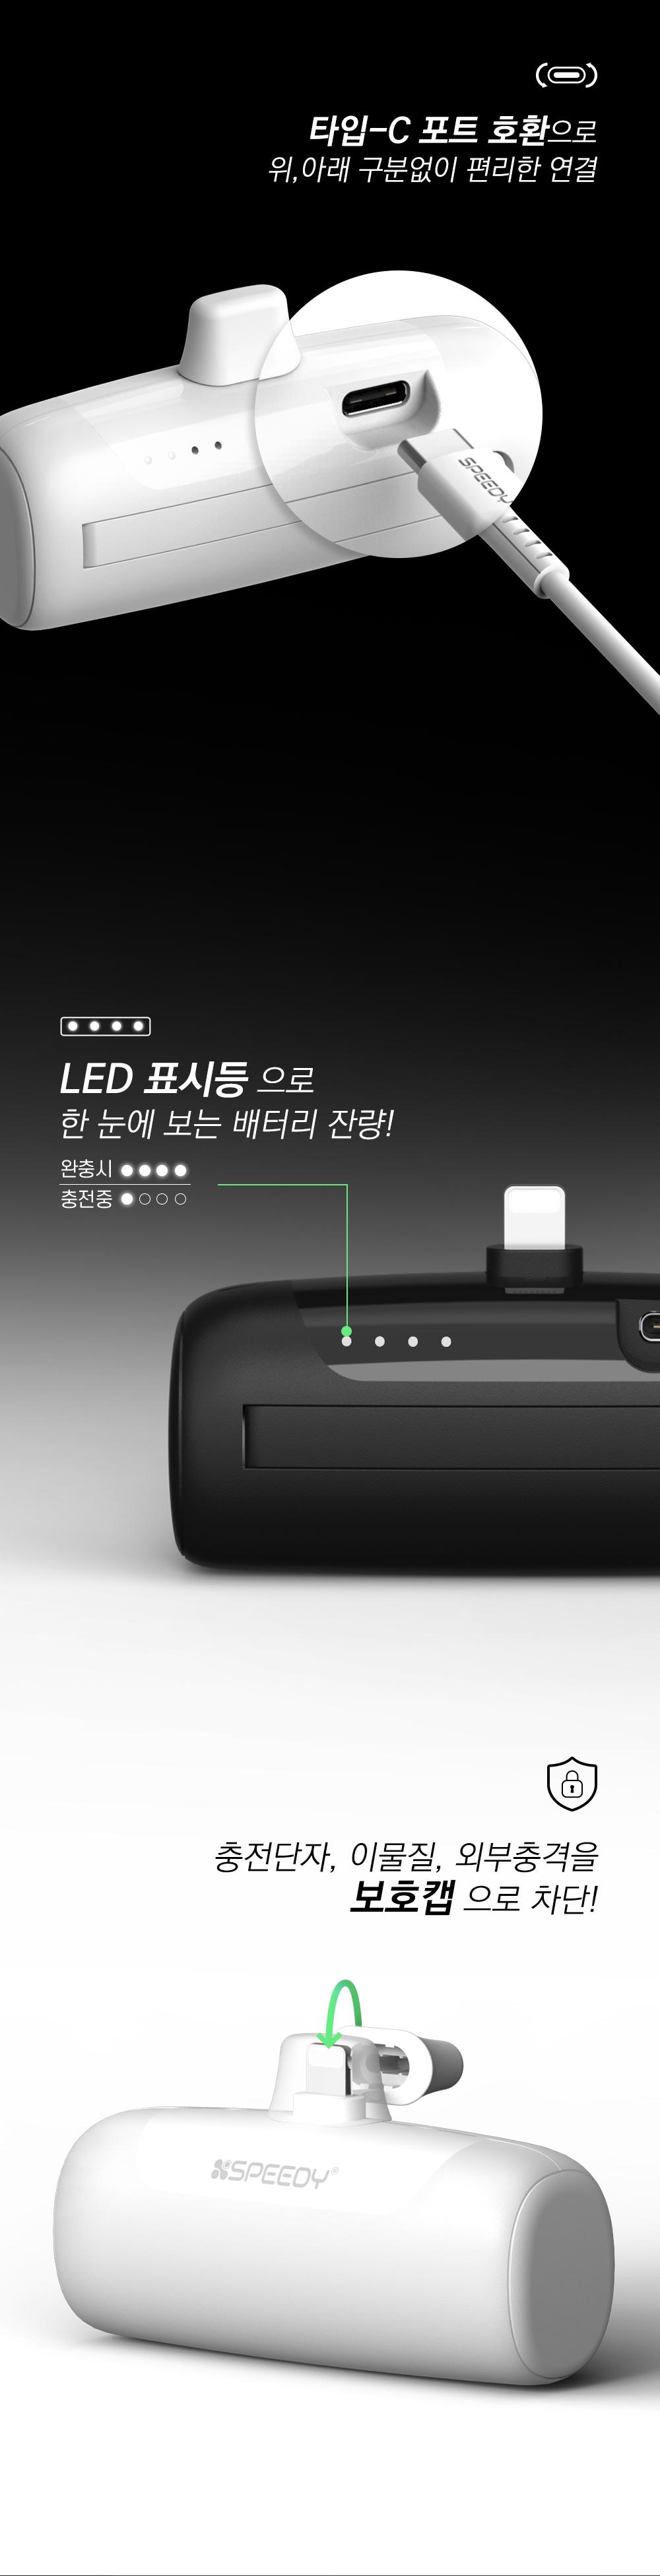 타입-C 포트 호환으로
위,아래 구분없이 편리한 연결
SPEEDY
LED 표시등 으로
한 눈에 보는 배터리 잔량!
완충시
충전중
충전단자, 이물질, 외부충격을
보호캡 으로 차단!
SPEEDY®